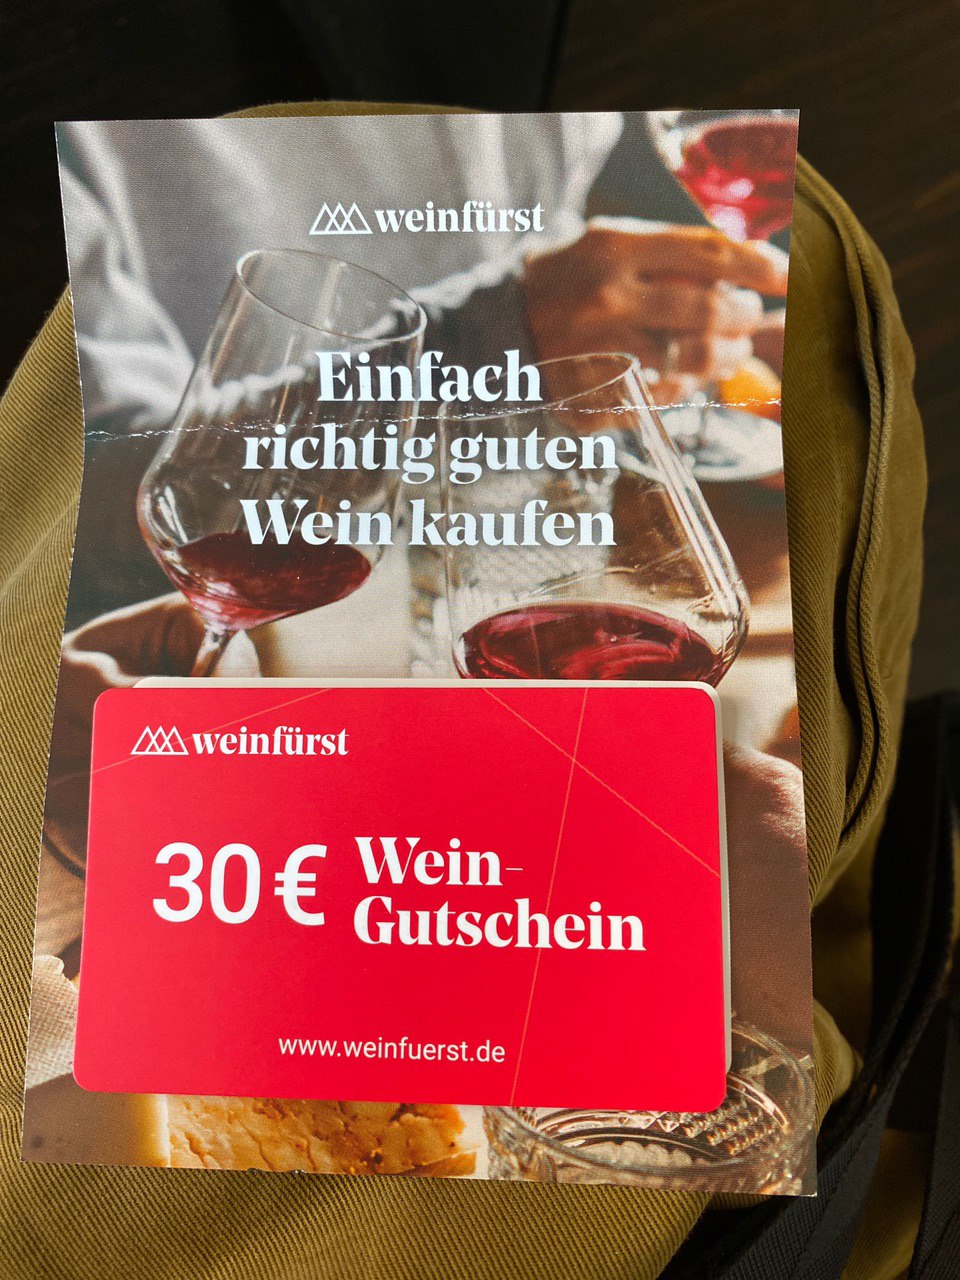 weinfürst
Einfach
richtig guten
Wein kaufen
weinfürst
30 € Wein-
Gutschein
www.weinfuerst.de